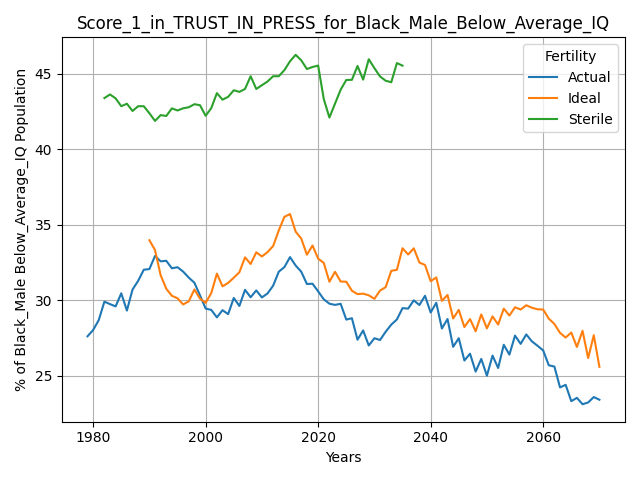 Score_1_in_TRUST_IN_PRESS_for_Black_Male_Below_Average_IQ
% of Black_Male Below_Average_IQ Population
45
40
35
30
25
Fertility
Actual
Ideal
Sterile
1980
2000
2020
2040
2060
Years